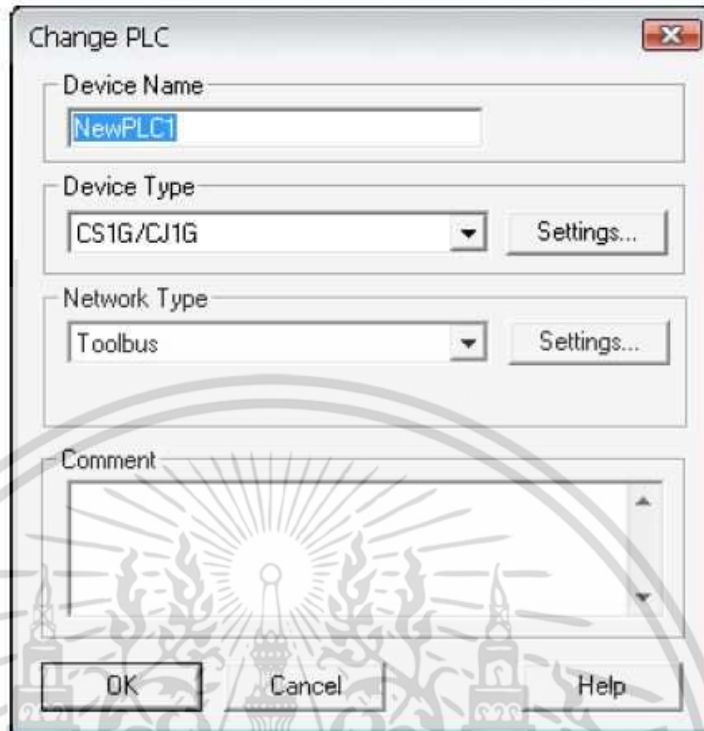 Change PLC
Device Name
NewPLC1
Device Type
CS1G/CJ1G
Settings...
Network Type
Toolbus
Settings...
Comment
OK
Cancel
Help